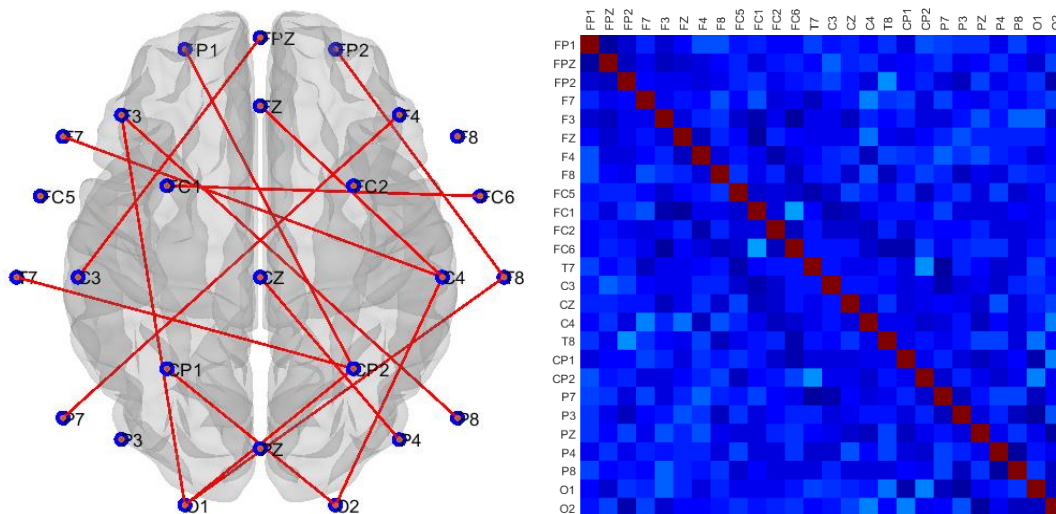 FPZ
FP1 FP2
FZ
F3 F4
F7 F8
FC1 FC2
FC5 FC6
T7 C3 CZ C4 T8
CP1 CP2
P7 P8
P3 P4
PZ
O1 O2
FP1 FPZ FP2 F7 F3 FZ F4 F8 FC5 FC1 FC2 FC6 T7 C3 CZ C4 T8 CP1 CP2 P7 P3 PZ P4 P8 O1 O2
FP1
FPZ
FP2
F7
F3
FZ
F4
F8
FC5
FC1
FC2
FC6
T7
C3
CZ
C4
T8
CP1
CP2
P7
P3
PZ
P4
P8
O1
O2